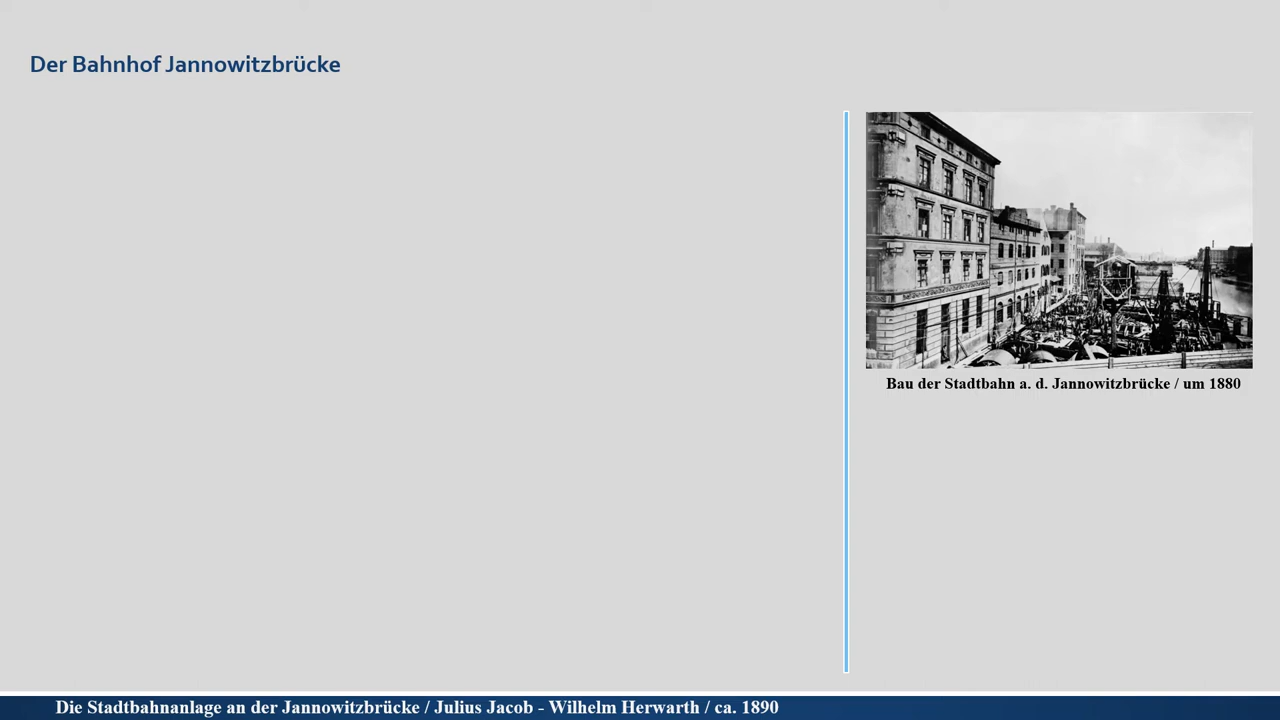 Der Bahnhof Jannowitzbrücke
Bau der Stadtbahn a. d. Jannowitzbrücke / um 1880
Die Stadtbahnanlage an der Jannowitzbrücke / Julius Jacob - Wilhelm Herwarth / ca. 1890